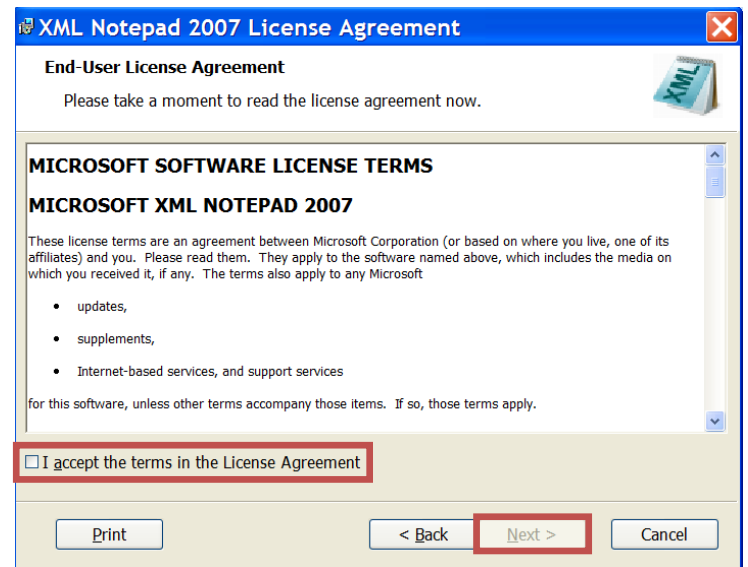 XML Notepad 2007 License Agreement
End-User License Agreement
Please take a moment to read the license agreement now.
XML
MICROSOFT SOFTWARE LICENSE TERMS
MICROSOFT XML NOTEPAD 2007
These license terms are an agreement between Microsoft Corporation (or based on where you live, one of its
affiliates) and you.  Please read them.  They apply to the software named above, which includes the media on
which you received it, if any.  The terms also apply to any Microsoft
• updates,
• supplements,
• Internet-based services, and support services
for this software, unless other terms accompany those items.  If so, those terms apply.
I accept the terms in the License Agreement
Print
< Back
Next >
Cancel